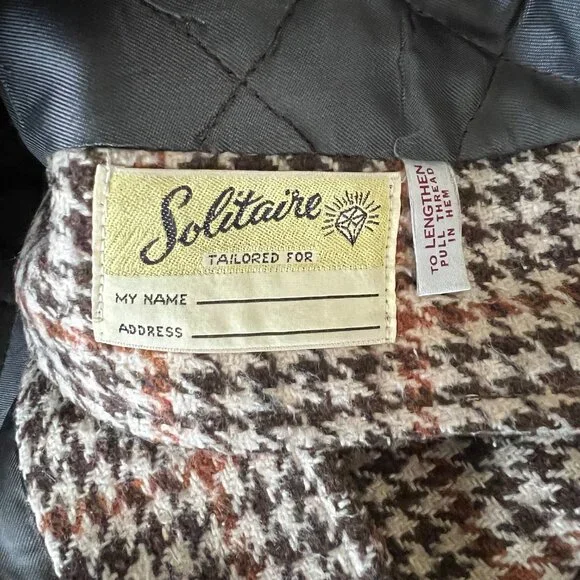 Solitaire
TAILORED FOR
MY NAME
ADDRESS
TO LENGTHEN
PULL THREAD
IN HEM